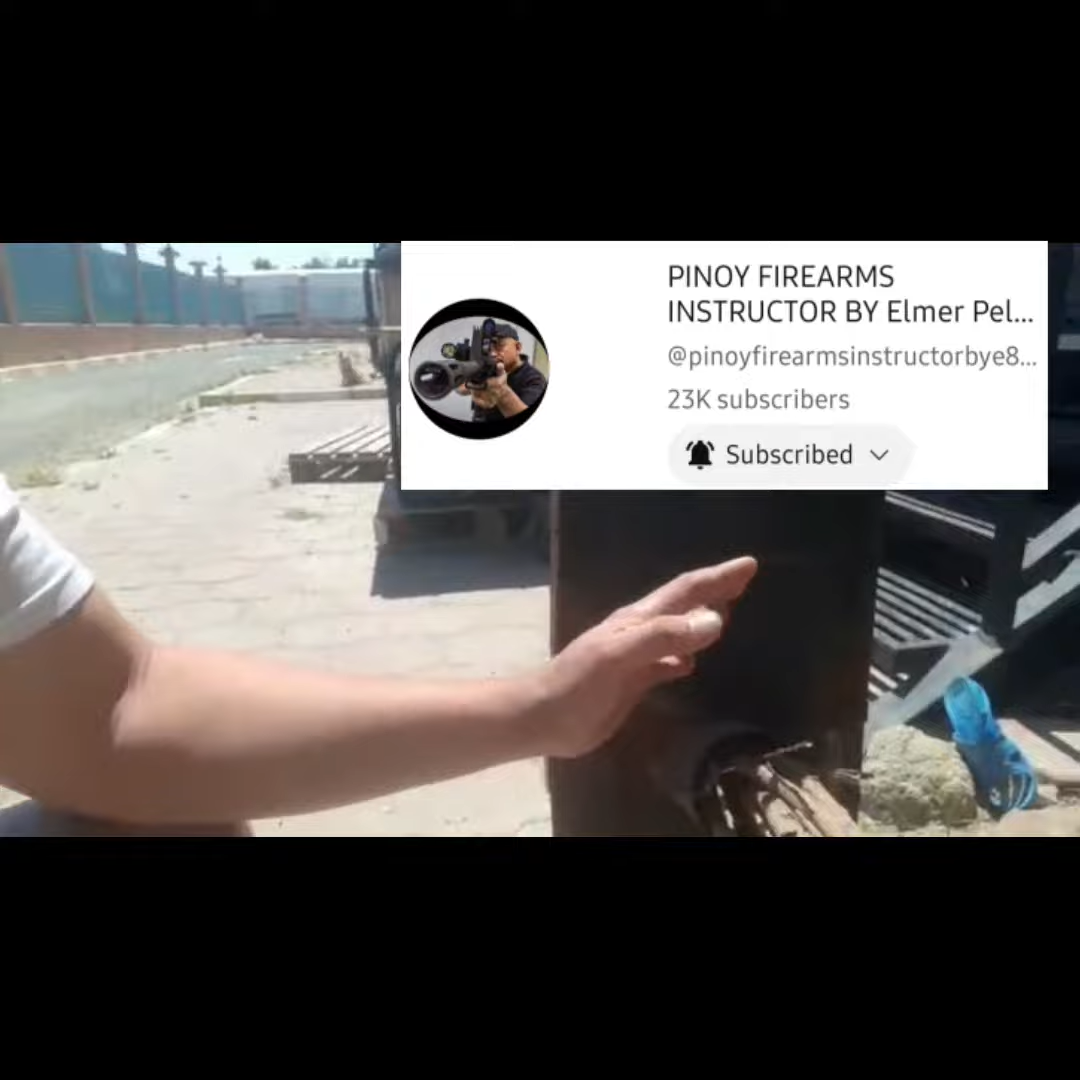 PINOY FIREARMS
INSTRUCTOR BY Elmer Pel...
@pinoyfirearmsinstructorbye8...
23K subscribers
Subscribed